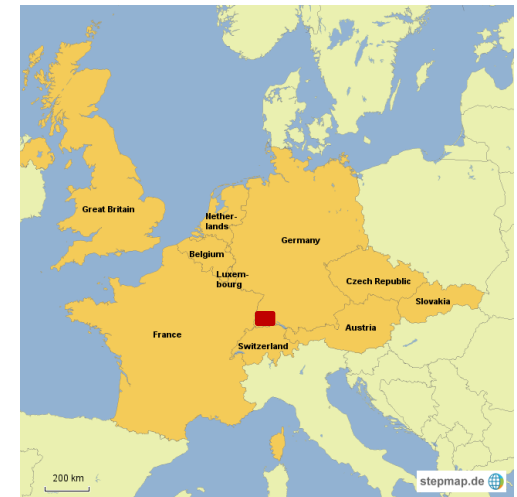 Great Britain
Nether-
lands
Germany
Belgium
Luxem-
bourg
Czech Republic
Slovakia
Austria
France
Switzerland
200 km
stepmap.de